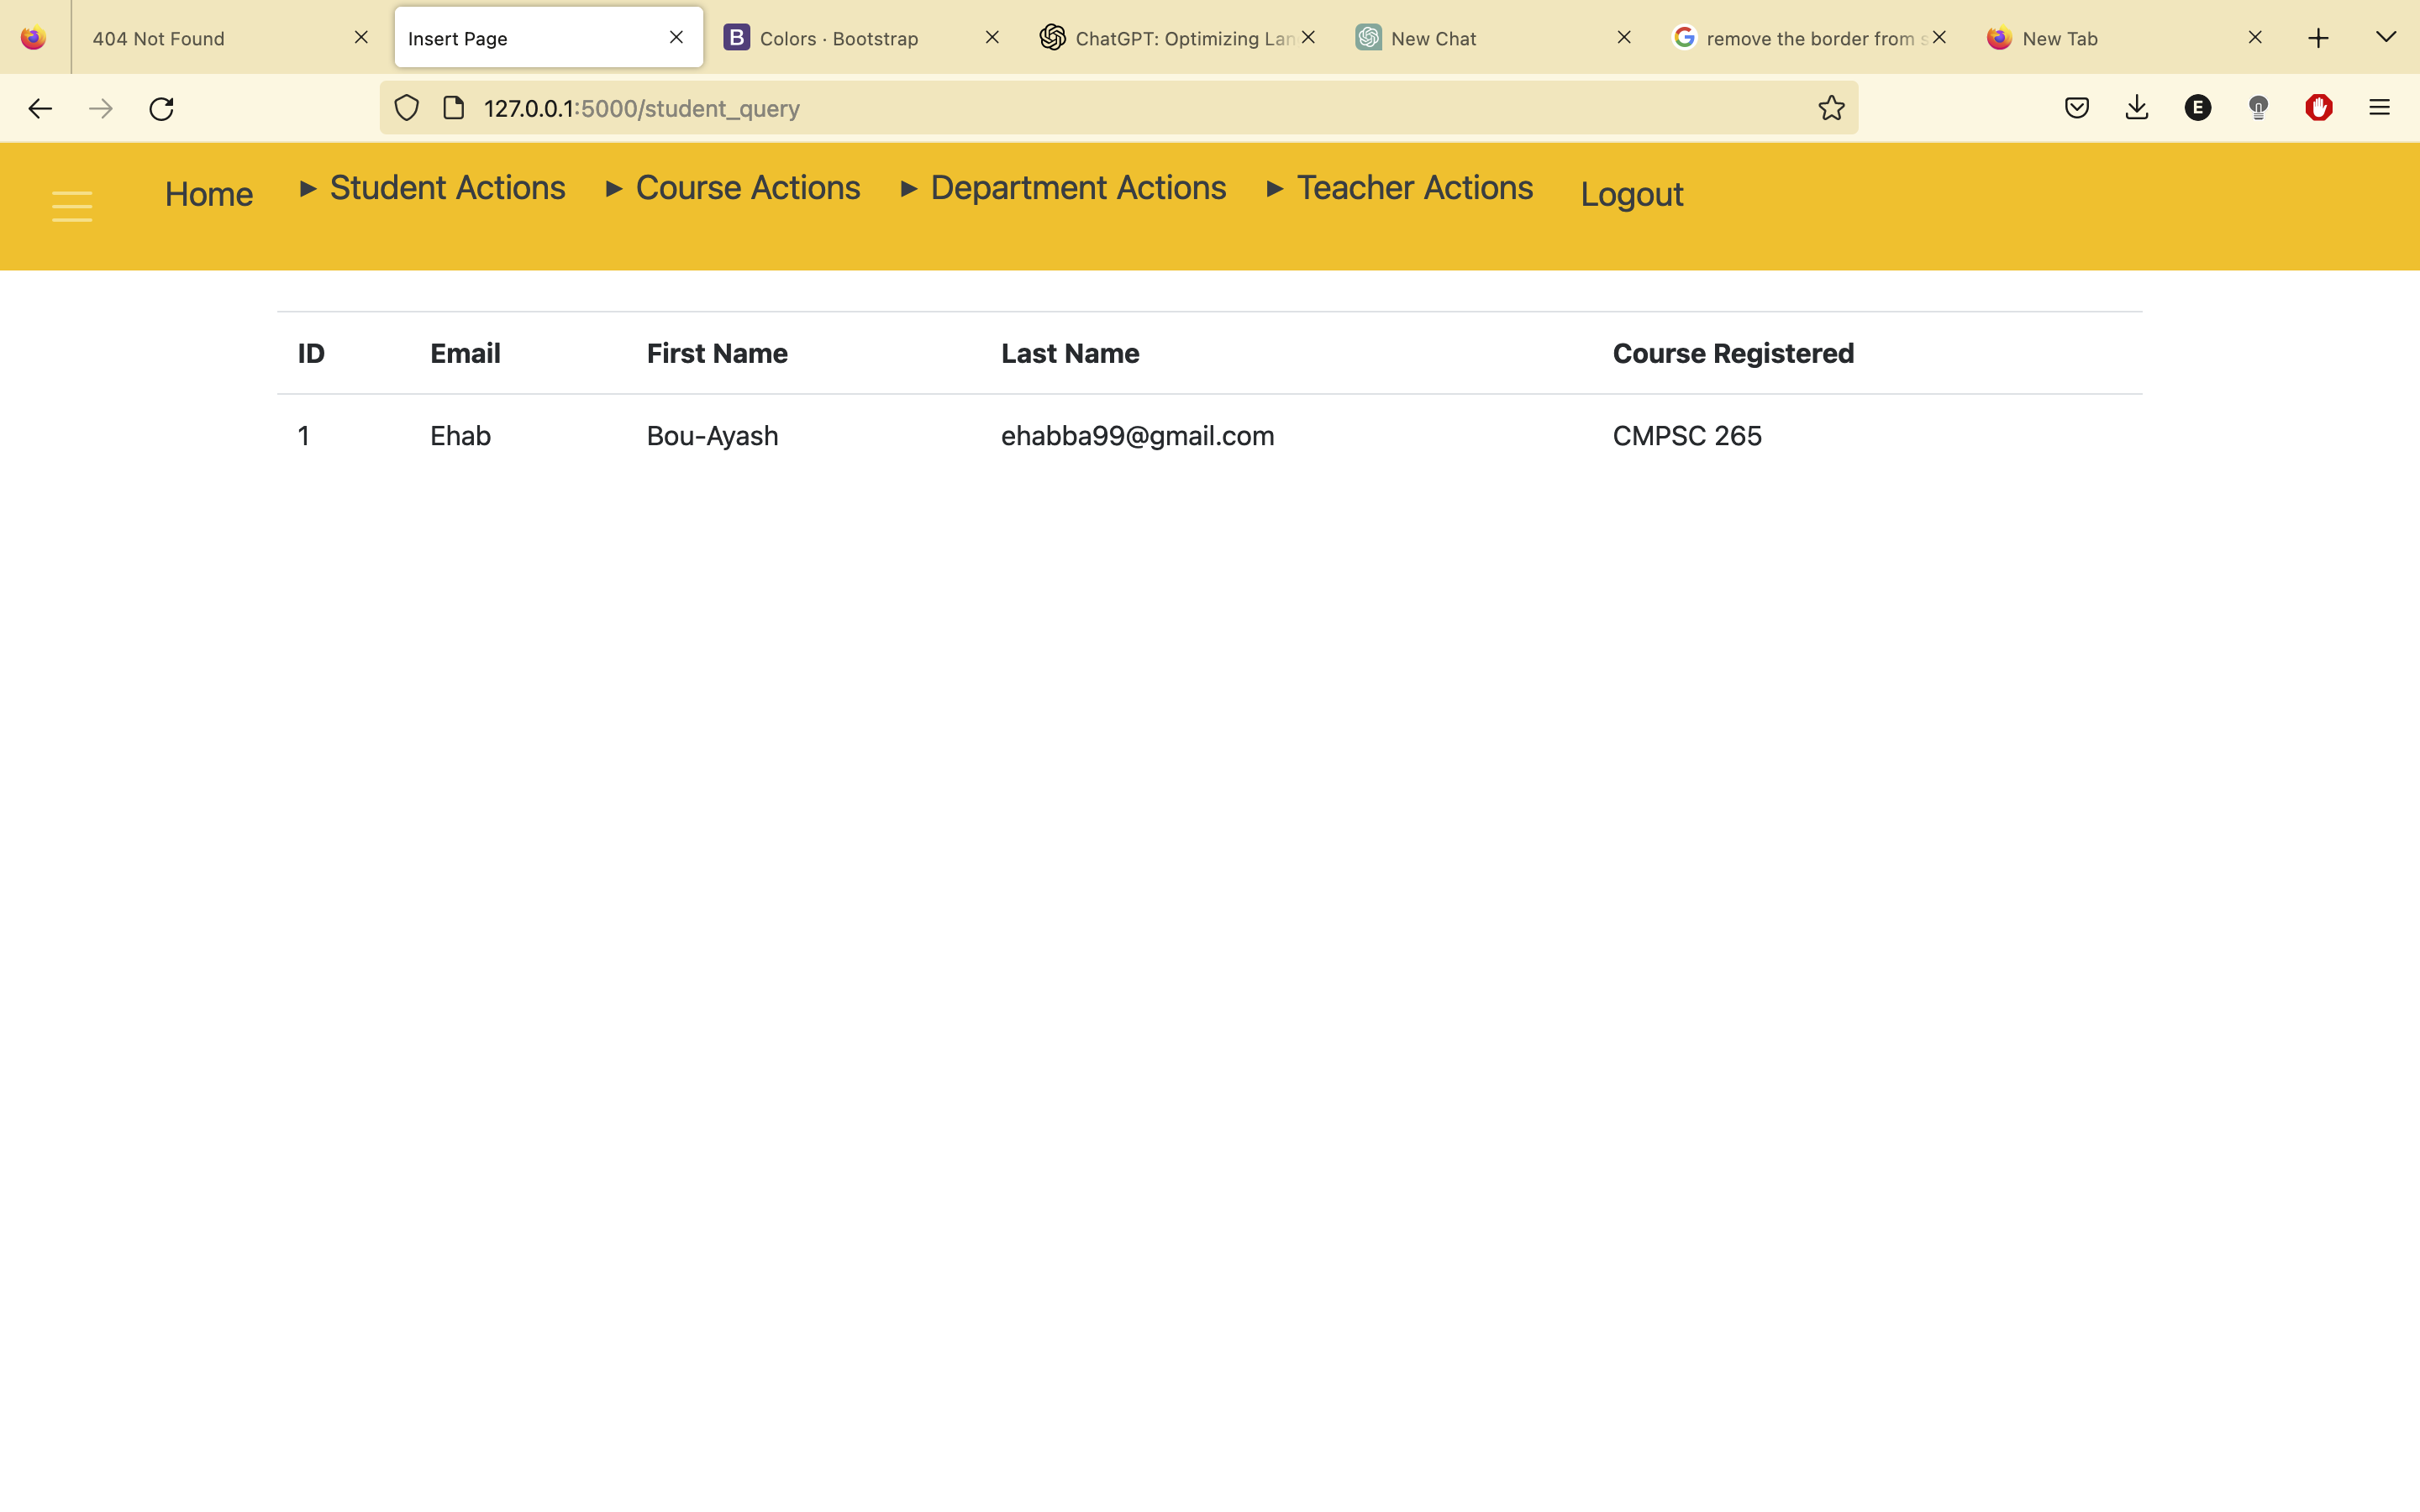 404 Not Found
Insert Page
B Colors · Bootstrap
ChatGPT: Optimizing Lan
New Chat
G remove the border from s
New Tab
127.0.0.1:5000/student_query
E
Home ▶ Student Actions ▶ Course Actions ▶ Department Actions ▶ Teacher Actions Logout
ID Email First Name Last Name Course Registered
1 Ehab Bou-Ayash ehabba99@gmail.com CMPSC 265